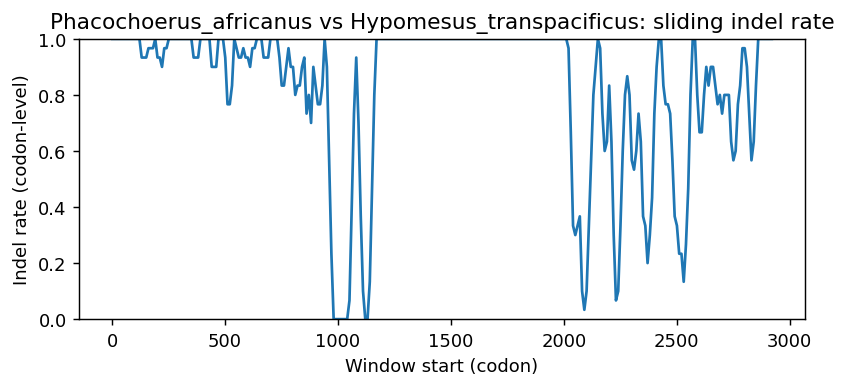 Phacochoerus_africanus vs Hypomesus_transpacificus: sliding indel rate
Indel rate (codon-level)
1.0
0.8
0.6
0.4
0.2
0.0
0 500 1000 1500 2000 2500 3000
Window start (codon)